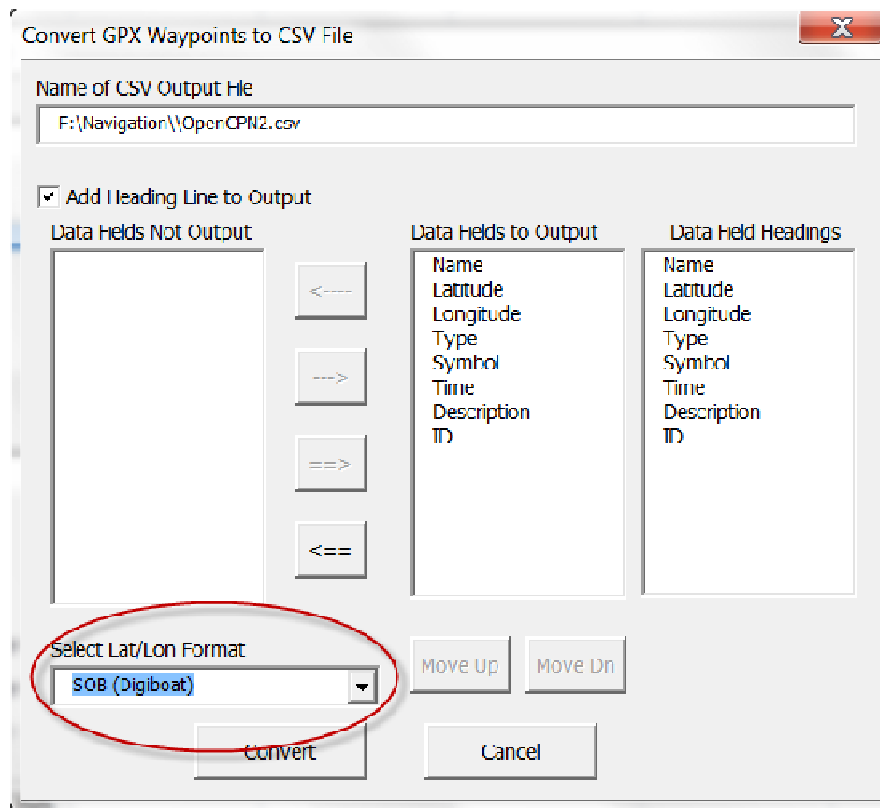 Convert GPX Waypoints to CSV File
X
Name of CSV Output File
F:\Navigation\\OpenCPN2.csv
Add Heading Line to Output
Data Fields Not Output
Data Fields to Output
Data Field Headings
<----
--->
==>
<==
Name
Latitude
Longitude
Type
Symbol
Time
Description
ID
Name
Latitude
Longitude
Type
Symbol
Time
Description
ID
Select Lat/Lon Format
SOB (Digiboat)
Move Up
Move Dn
Convert
Cancel